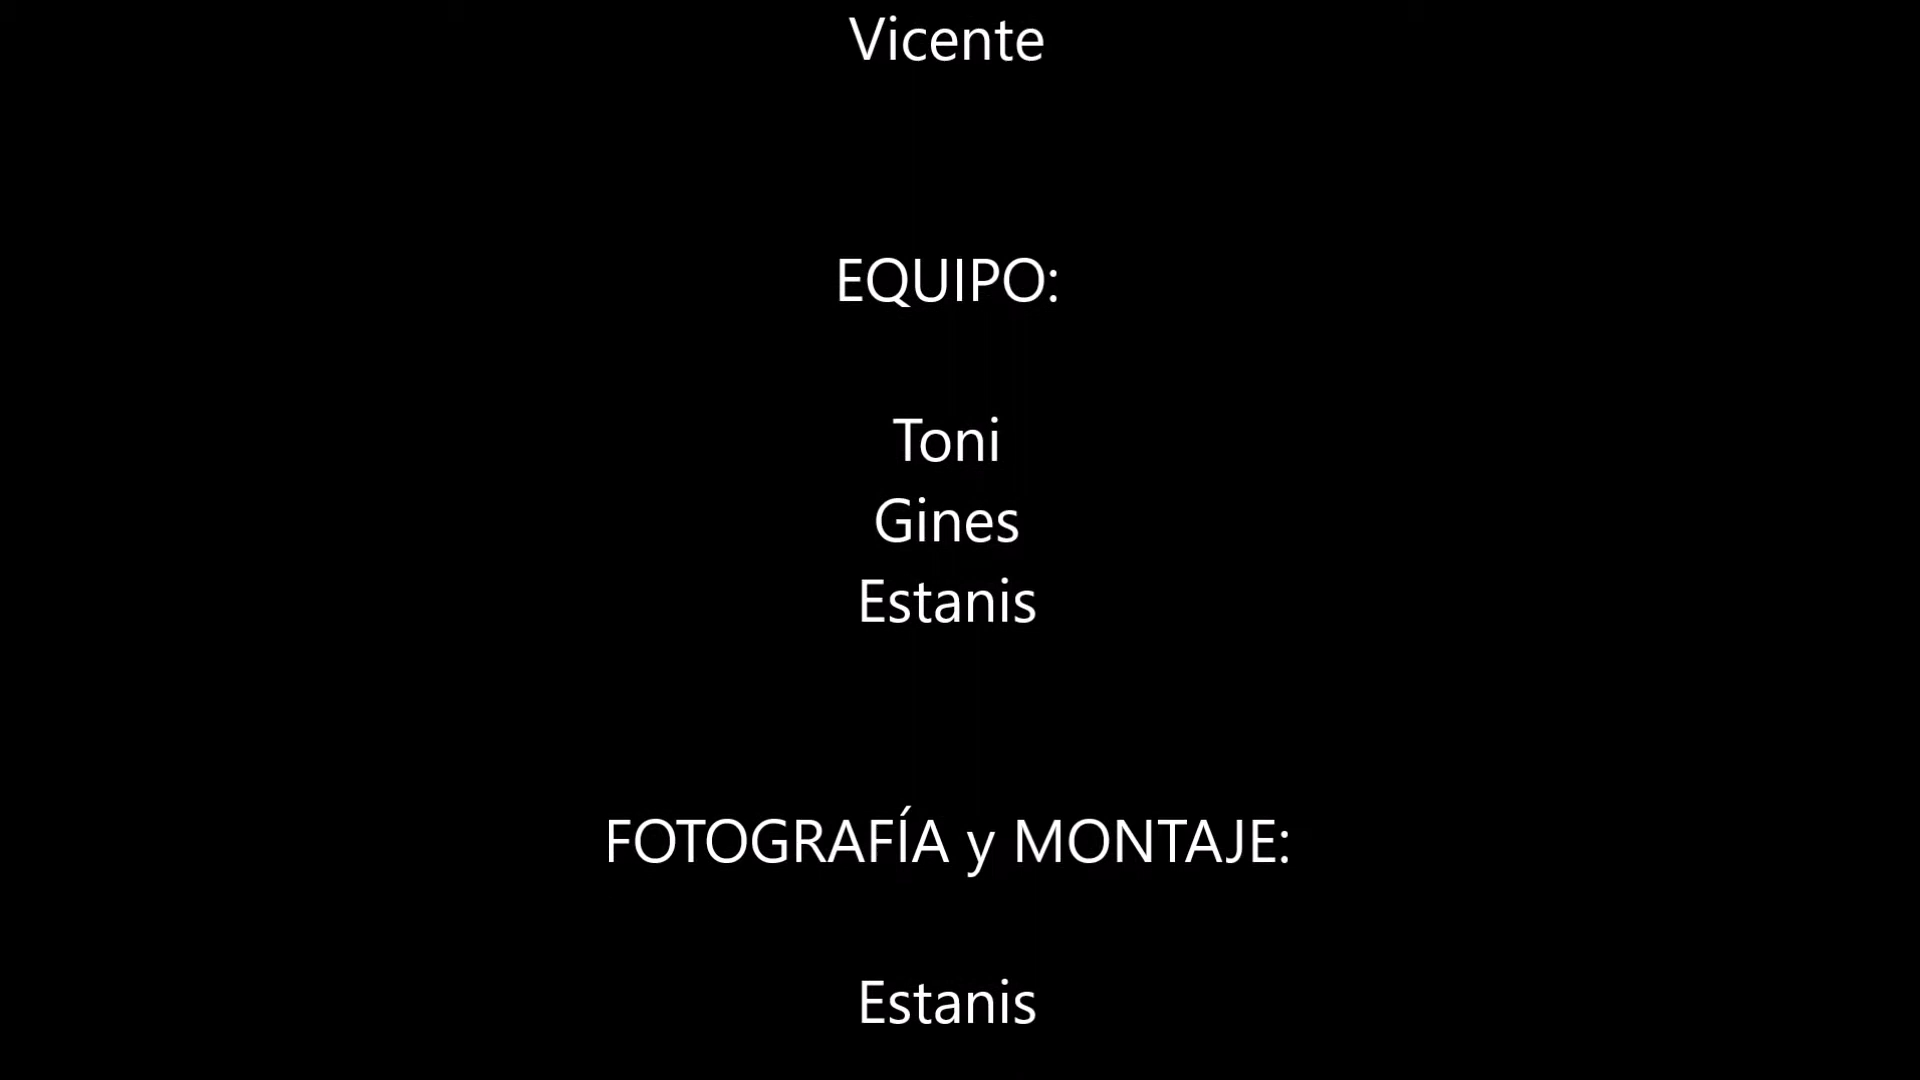 Vicente
EQUIPO:
Toni
Gines
Estanis
FOTOGRAFÍA y MONTAJE:
Estanis